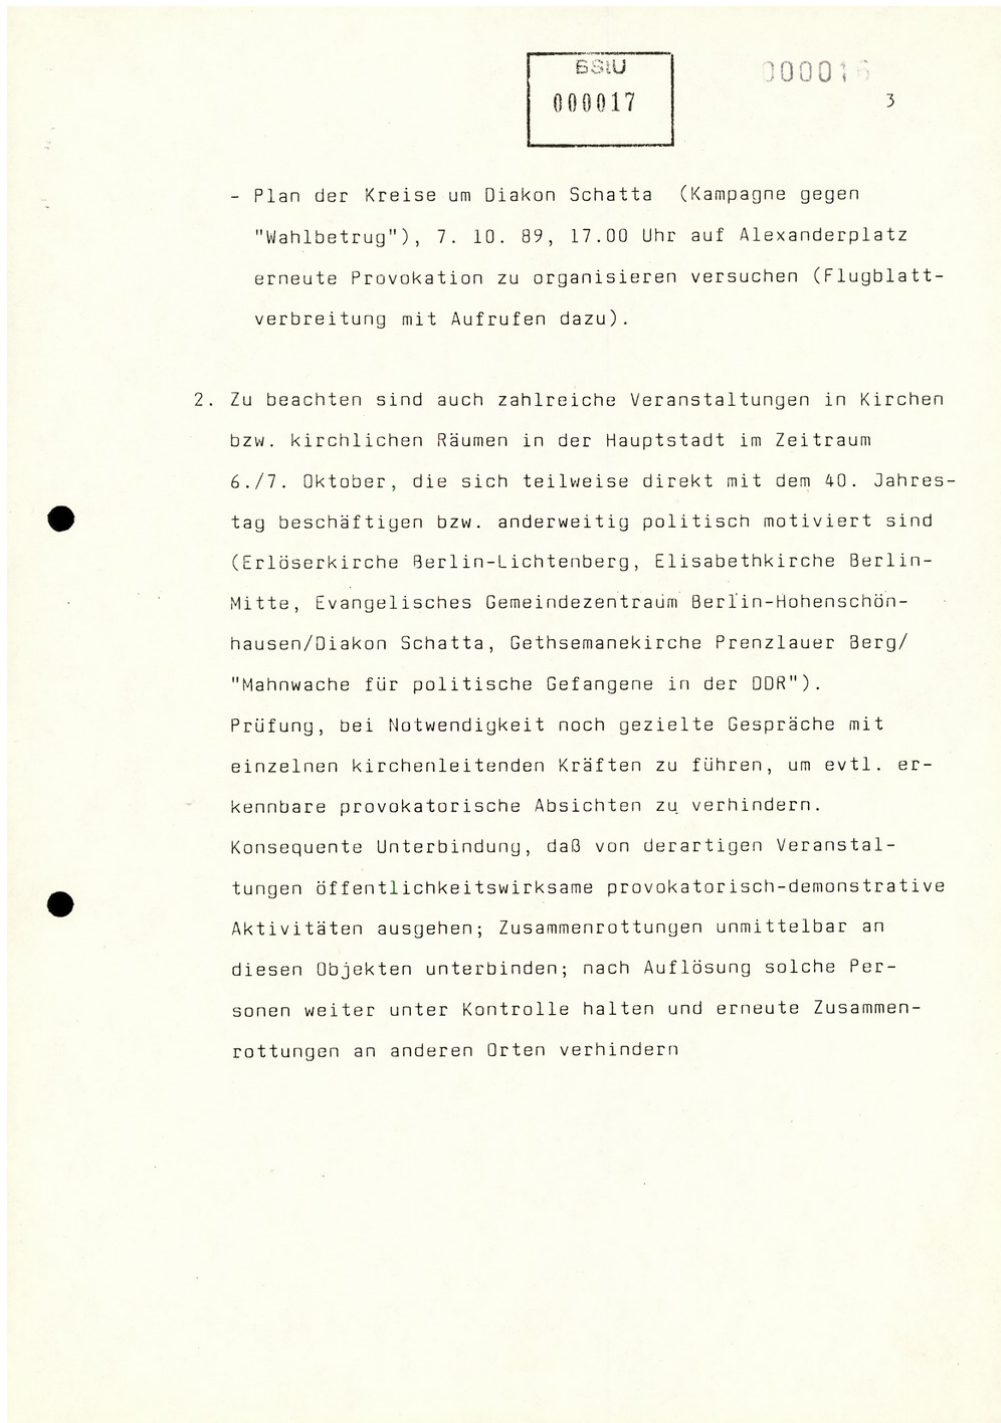 BStU
000017
000016
3
- Plan der Kreise um Diakon Schatta (Kampagne gegen
"Wahlbetrug"), 7. 10. 89, 17.00 Uhr auf Alexanderplatz
erneute Provokation zu organisieren versuchen (Flugblatt-
verbreitung mit Aufrufen dazu).
2. Zu beachten sind auch zahlreiche Veranstaltungen in Kirchen
bzw. kirchlichen Räumen in der Hauptstadt im Zeitraum
6./7. Oktober, die sich teilweise direkt mit dem 40. Jahres-
tag beschäftigen bzw. anderweitig politisch motiviert sind
(Erlöserkirche Berlin-Lichtenberg, Elisabethkirche Berlin-
Mitte, Evangelisches Gemeindezentraum Berlin-Hohenschön-
hausen/Diakon Schatta, Gethsemanekirche Prenzlauer Berg/
"Mahnwache für politische Gefangene in der DDR").
Prüfung, bei Notwendigkeit noch gezielte Gespräche mit
einzelnen kirchenleitenden Kräften zu führen, um evtl. er-
kennbare provokatorische Absichten zu verhindern.
Konsequente Unterbindung, daß von derartigen Veranstal-
tungen öffentlichkeitswirksame provokatorisch-demonstrative
Aktivitäten ausgehen; Zusammenrottungen unmittelbar an
diesen Objekten unterbinden; nach Auflösung solche Per-
sonen weiter unter Kontrolle halten und erneute Zusammen-
rottungen an anderen Orten verhindern